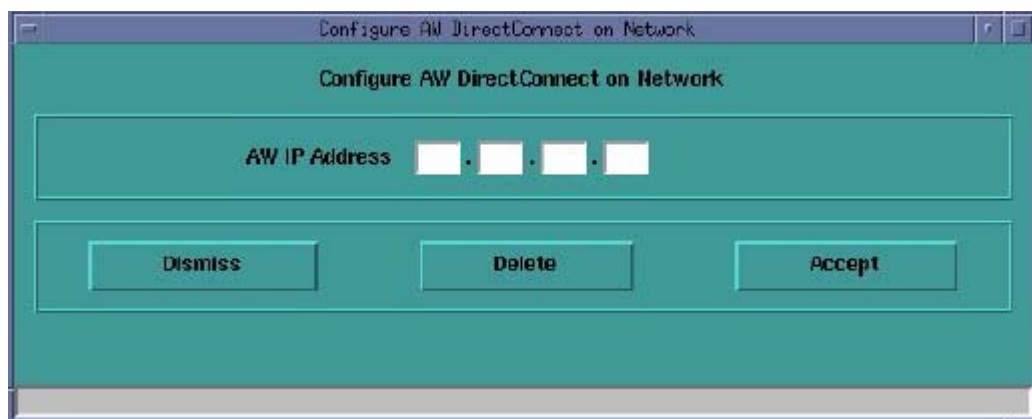 Configure AW DirectConnect on Network
Configure AW DirectConnect on Network
AW IP Address . . .
Dismiss Delete Accept